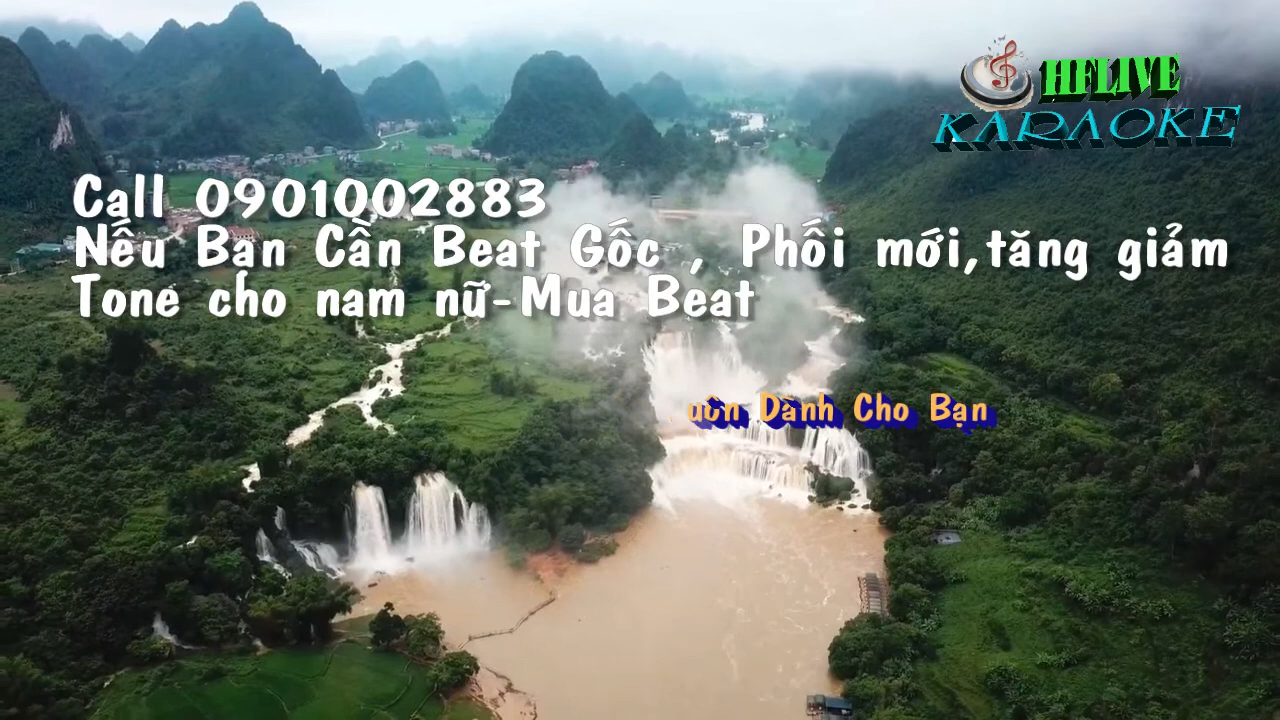 HFLIVE
KARAOKE
Call 0901002883
Nếu Bạn Cần Beat Gốc , Phối mới,tăng giảm
Tone cho nam nữ-Mua Beat
Dành Cho Bạn